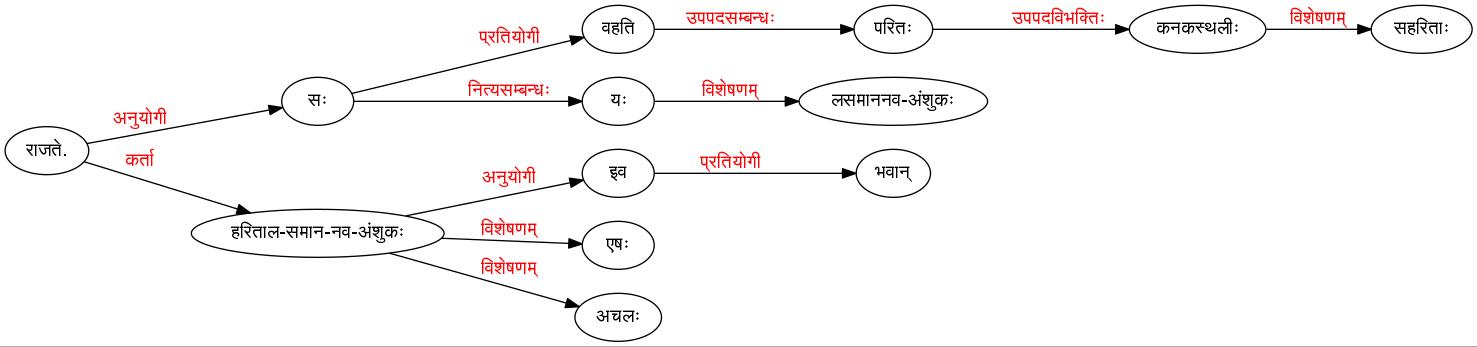 वहति
उपपदसम्बन्धः
परितः
उपपदविभक्तिः
कनकस्थलीः
विशेषणम्
सहरिताः
प्रतियोगी
सः
नित्यसम्बन्धः
यः
विशेषणम्
लसमाननव-अंशुकः
अनुयोगी
राजते.
कर्ता
इव
प्रतियोगी
भवान्
अनुयोगी
हरिताल-समान-नव-अंशुकः
विशेषणम्
एषः
विशेषणम्
अचलः